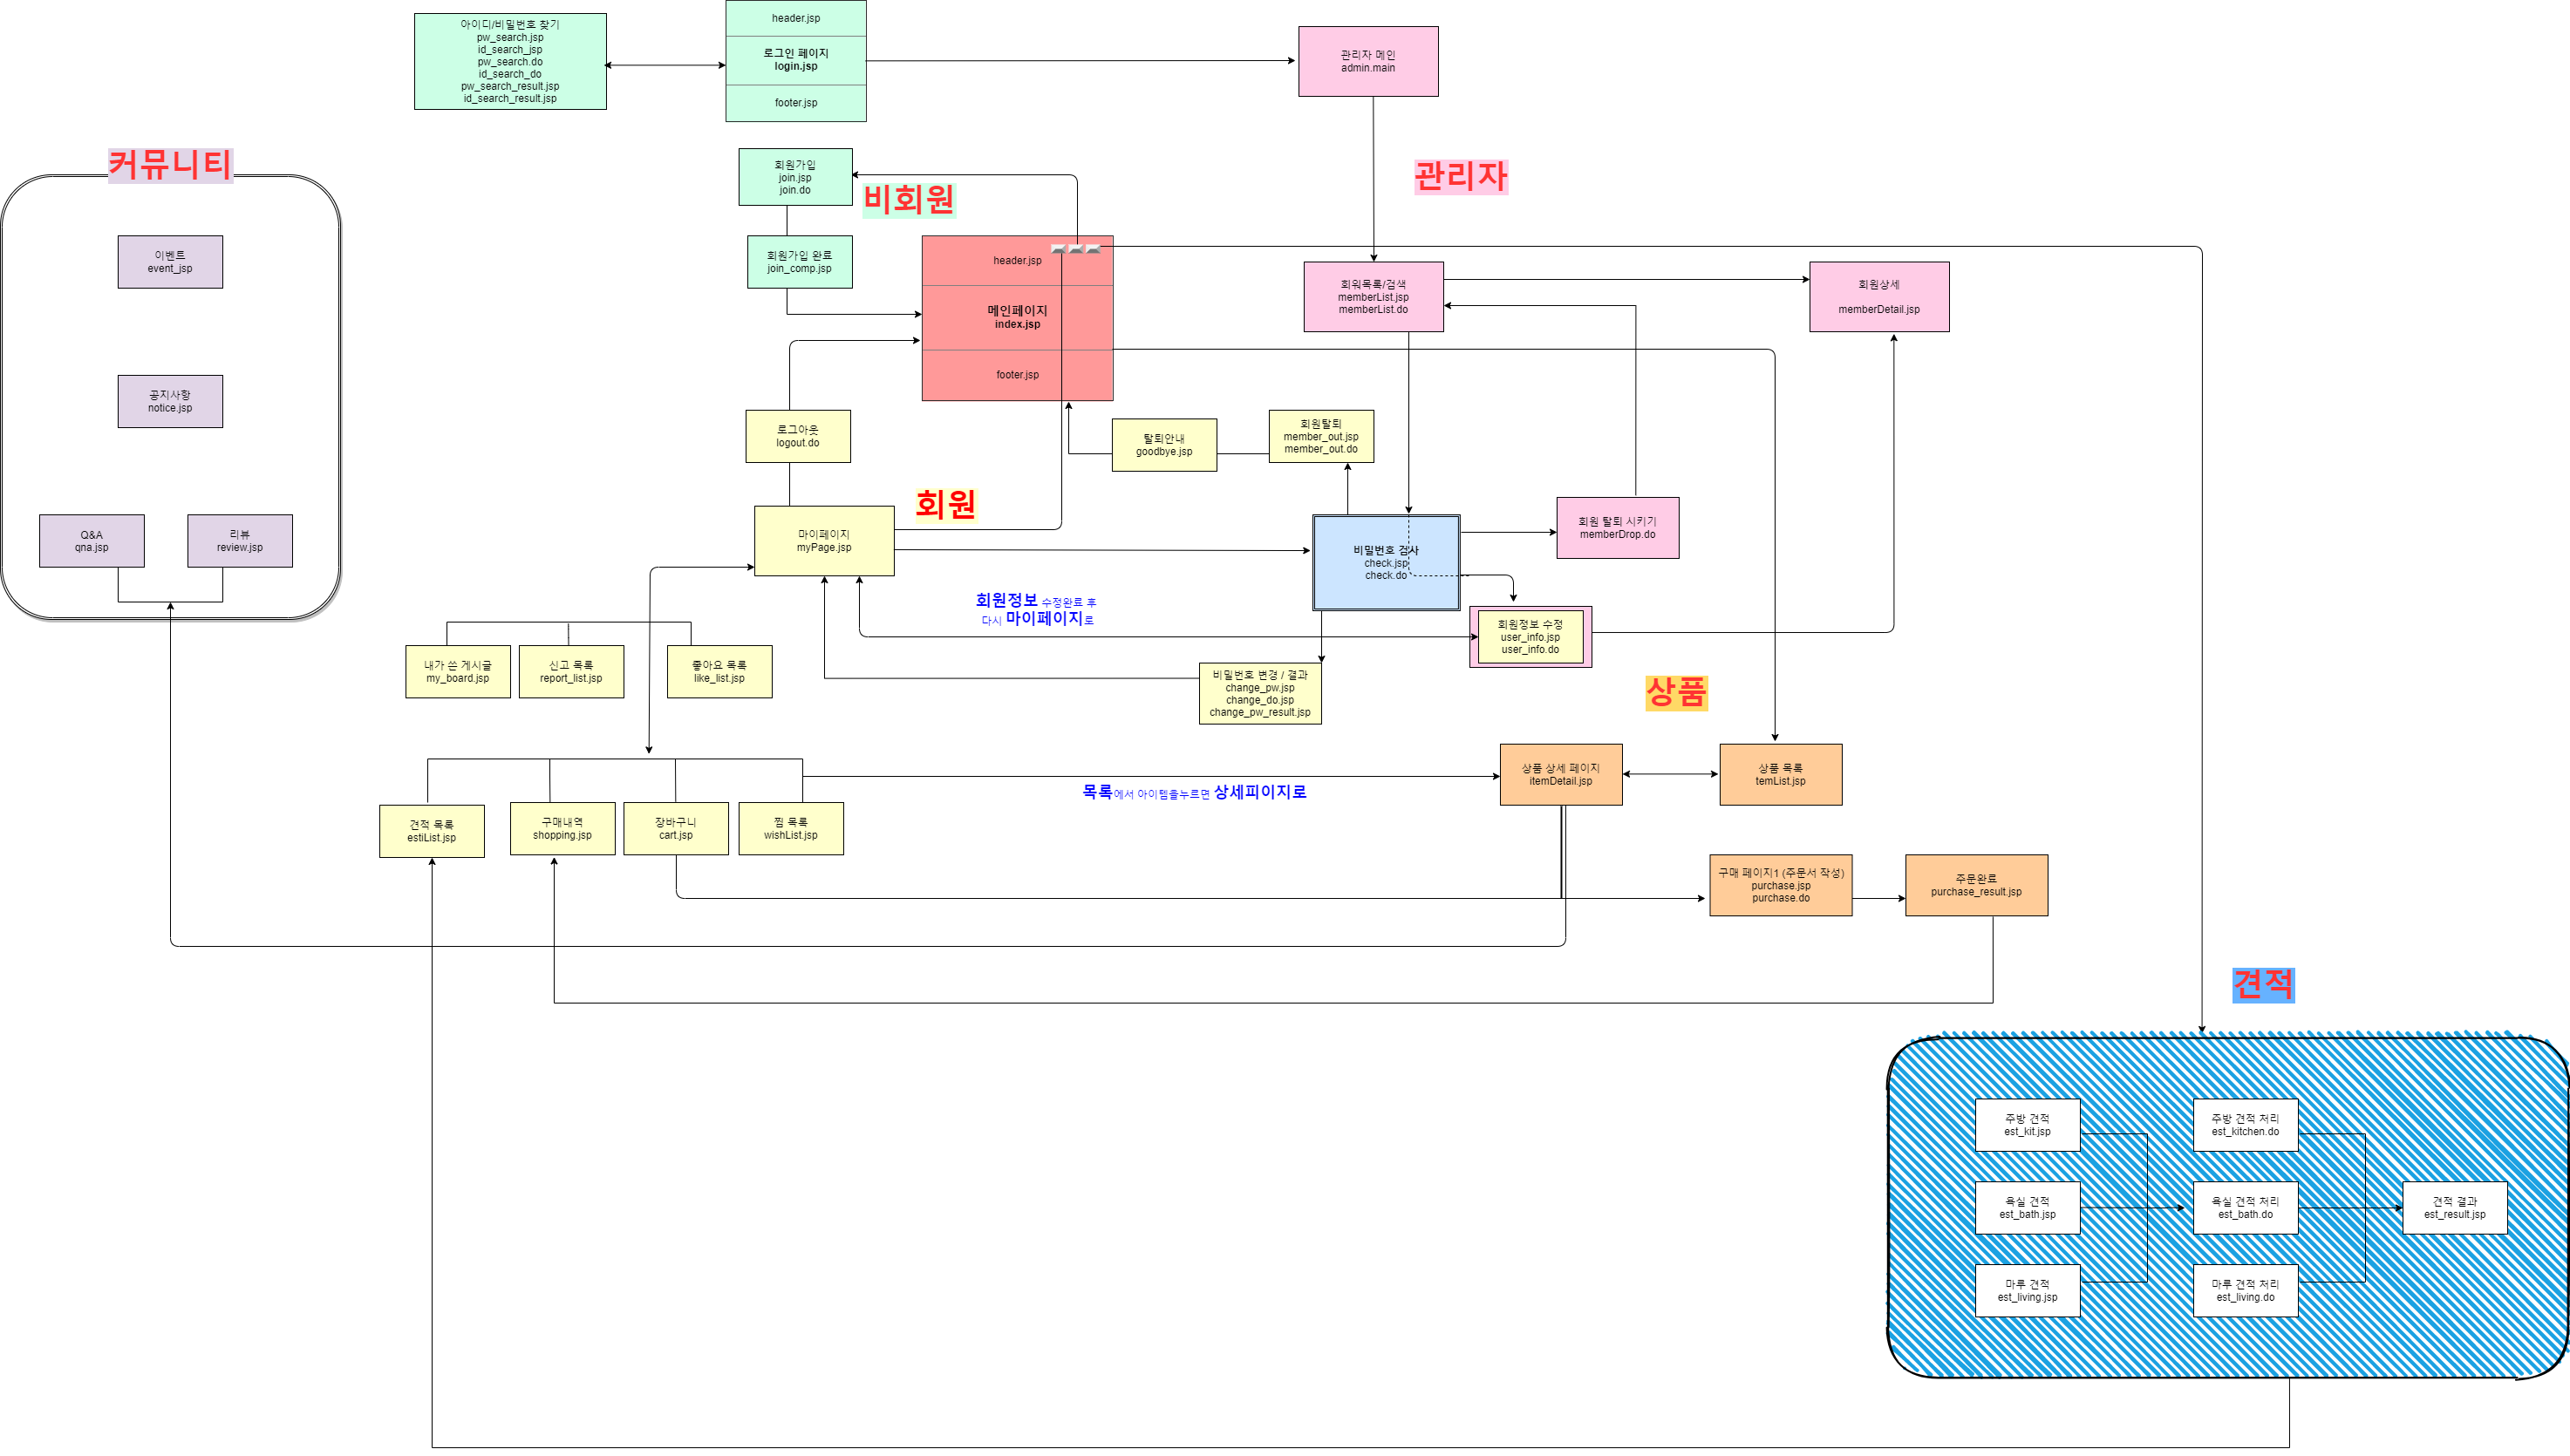 아이디/비밀번호 찾기
pw_search.jsp
id_search_jsp
pw_search.do
id_search_do
pw_search_result.jsp
id_search_result.jsp
header.jsp
로그인 페이지
login.jsp
footer.jsp
관리자 메인
admin.main
커뮤니티
회원가입
join.jsp
join.do
비회원
관리자
이벤트
event_jsp
회원가입 완료
join_comp.jsp
header.jsp
메인페이지
index.jsp
footer.jsp
회워목록/검색
memberList.jsp
memberList.do
회원상세
memberDetail.jsp
공지사항
notice.jsp
로그아웃
logout.do
탈퇴안내
goodbye.jsp
회원탈퇴
member_out.jsp
member_out.do
회원
Q&A
qna.jsp
리뷰
review.jsp
마이페이지
myPage.jsp
비밀번호 검사
check.jsp
check.do
회원 탈퇴 시키기
memberDrop.do
회원정보 수정완료 후
다시 마이페이지로
회원정보 수정
user_info.jsp
user_info.do
내가 쓴 게시글
my_board.jsp
신고 목록
report_list.jsp
좋아요 목록
like_list.jsp
비밀번호 변경 / 결과
change_pw.jsp
change_do.jsp
change_pw_result.jsp
상품
상품 상세 페이지
itemDetail.jsp
상품 목록
temList.jsp
목록에서 아이템을누르면 상세피이지로
견적 목록
estiList.jsp
구매내역
shopping.jsp
장바구니
cart.jsp
찜 목록
wishList.jsp
구매 페이지1 (주문서 작성)
purchase.jsp
purchase.do
주문완료
purchase_result.jsp
견적
주방 견적
est_kit.jsp
주방 견적 처리
est_kitchen.do
욕실 견적
est_bath.jsp
욕실 견적 처리
est_bath.do
견적 결과
est_result.jsp
마루 견적
est_living.jsp
마루 견적 처리
est_living.do